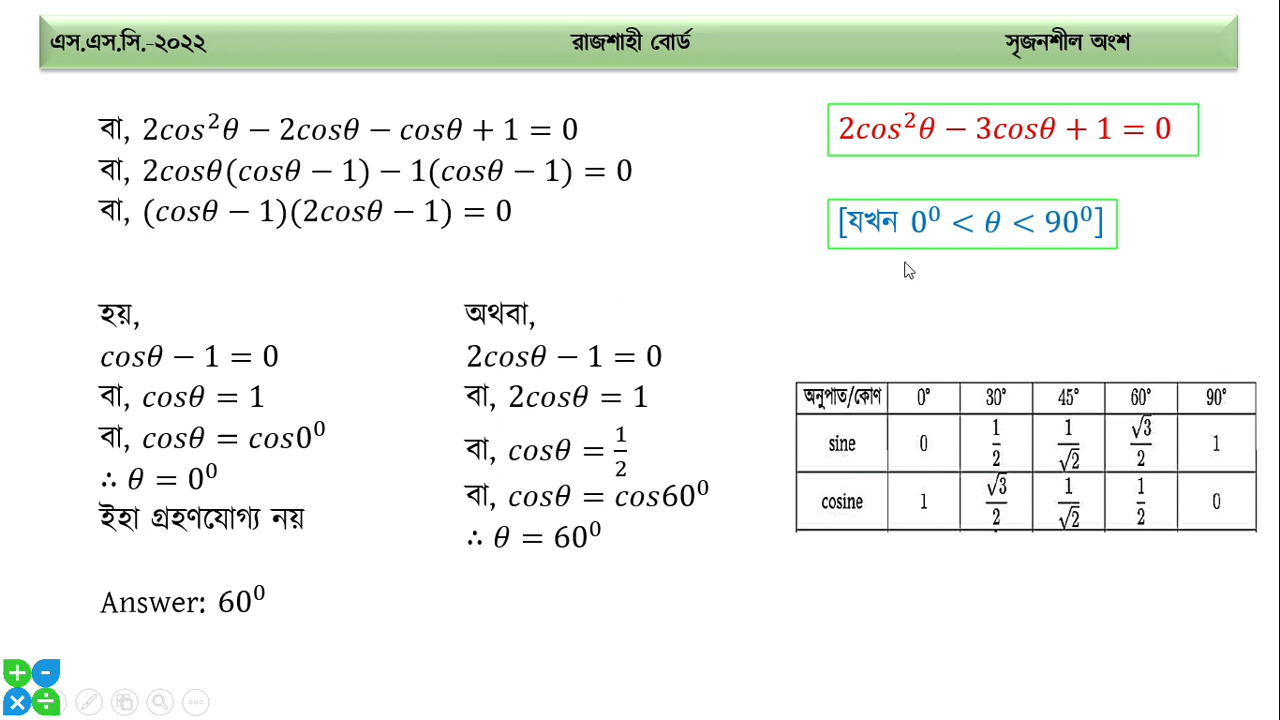 এস.এস.সি.-২০২২ রাজশাহী বোর্ড সৃজনশীল অংশ
বা, 2cos²θ − 2cosθ − cosθ + 1 = 0
বা, 2cosθ(cosθ − 1) − 1(cosθ − 1) = 0
বা, (cosθ − 1)(2cosθ − 1) = 0
2cos²θ − 3cosθ + 1 = 0
[যখন 0⁰ < θ < 90⁰]
হয়,
cosθ − 1 = 0
বা, cosθ = 1
বা, cosθ = cos0⁰
∴ θ = 0⁰
ইহা গ্রহণযোগ্য নয়
অথবা,
2cosθ − 1 = 0
বা, 2cosθ = 1
বা, cosθ = 1/2
বা, cosθ = cos60⁰
∴ θ = 60⁰
অনুপাত/কোণ 0° 30° 45° 60° 90°
sine 0 1/2 1/√2 √3/2 1
cosine 1 √3/2 1/√2 1/2 0
Answer: 60⁰
+ −
× ÷